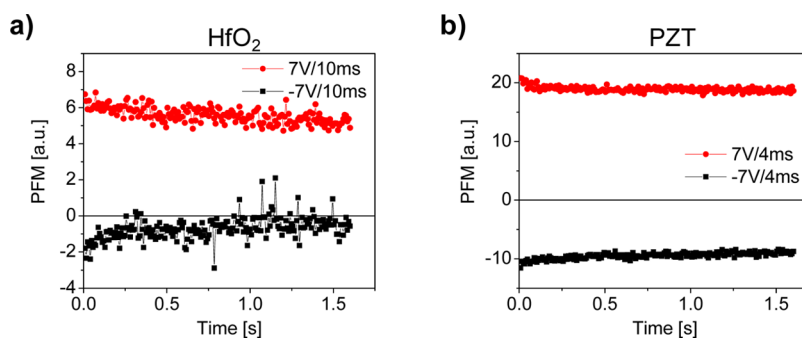 a)
HfO₂
PFM [a.u.]
8
6
4
2
0
-2
-4
7V/10ms
-7V/10ms
0.0 0.5 1.0 1.5
Time [s]
b)
PZT
PFM [a.u.]
20
10
0
-10
7V/4ms
-7V/4ms
0.0 0.5 1.0 1.5
Time [s]